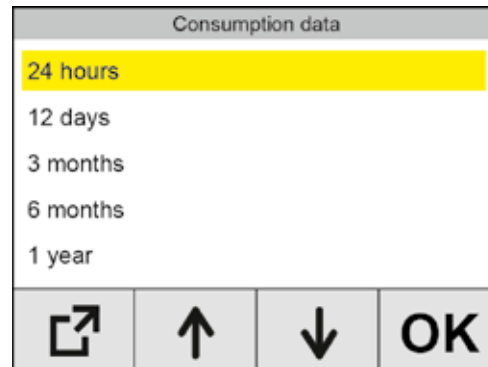 Consumption data
24 hours
12 days
3 months
6 months
1 year
OK